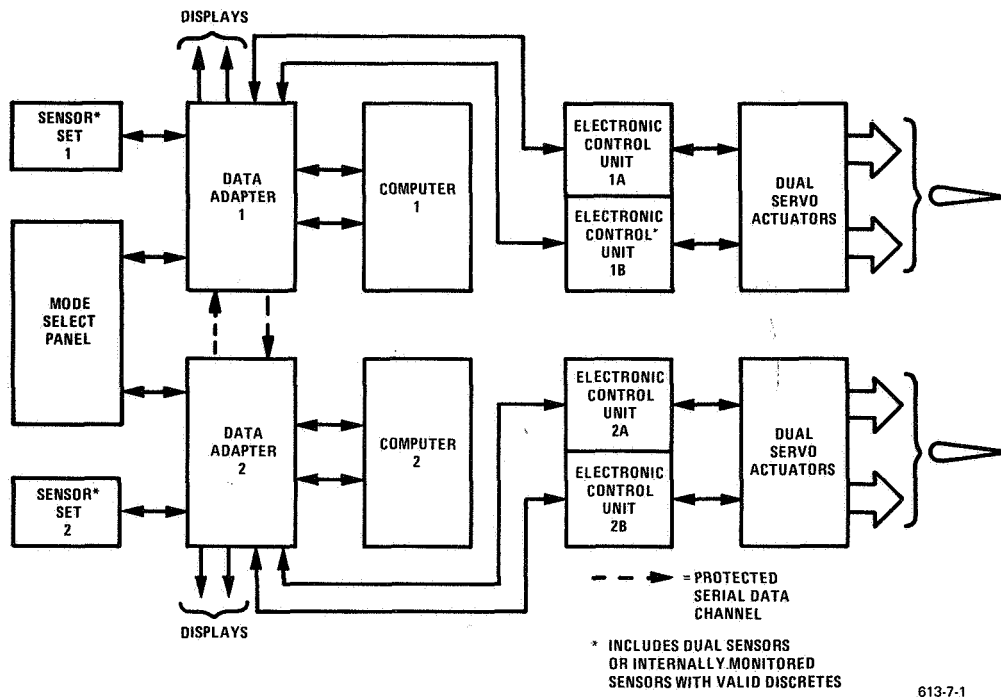 DISPLAYS
SENSOR*
SET
1
DATA
ADAPTER
1
COMPUTER
1
ELECTRONIC
CONTROL
UNIT
1A
ELECTRONIC
CONTROL*
UNIT
1B
DUAL
SERVO
ACTUATORS
MODE
SELECT
PANEL
DATA
ADAPTER
2
COMPUTER
2
ELECTRONIC
CONTROL
UNIT
2A
ELECTRONIC
CONTROL
UNIT
2B
DUAL
SERVO
ACTUATORS
SENSOR*
SET
2
DISPLAYS
= PROTECTED
SERIAL DATA
CHANNEL
* INCLUDES DUAL SENSORS
OR INTERNALLY.MONITORED
SENSORS WITH VALID DISCRETES
613-7-1